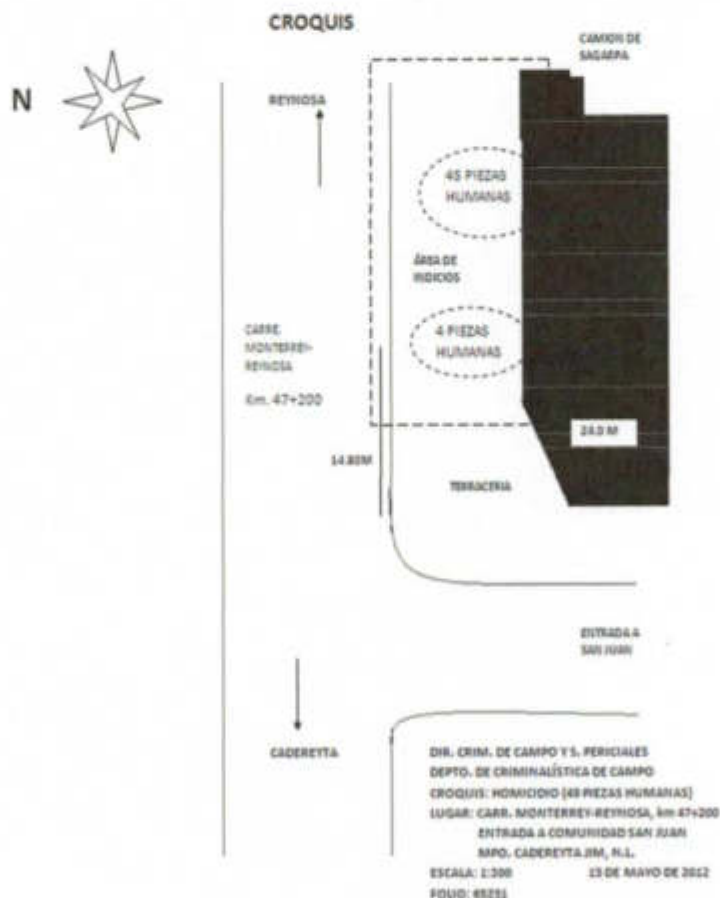 CROQUIS
CAMION DE
SAGARPA
N
REYNOSA
45 PIEZAS
HUMANAS
ÁREA DE
INDICIOS
4 PIEZAS
HUMANAS
CARRE.
MONTERREY-
REYNOSA
Km. 47+200
24.0 M
14.80M
TERRACERIA
ENTRADA A
SAN JUAN
CADEREYTA
DIR. CRIM. DE CAMPO Y S. PERICIALES
DEPTO. DE CRIMINALÍSTICA DE CAMPO
CROQUIS: HOMICIDIO (49 PIEZAS HUMANAS)
LUGAR: CARR. MONTERREY-REYNOSA, km 47+200
ENTRADA A COMUNIDAD SAN JUAN
MPO. CADEREYTA JIM, N.L.
ESCALA: 1:300 13 DE MAYO DE 2012
FOLIO: